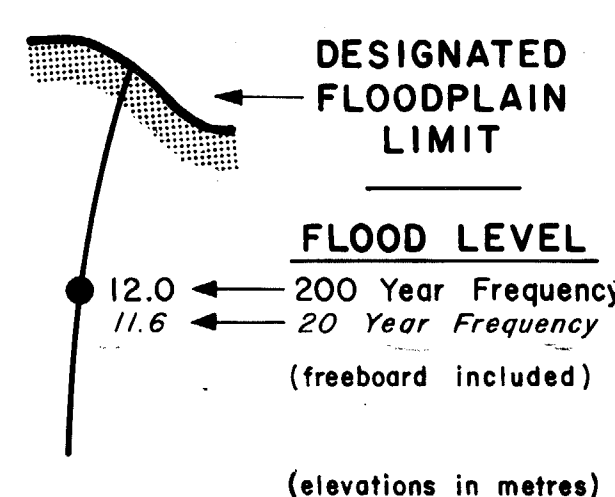 DESIGNATED
FLOODPLAIN
LIMIT
FLOOD LEVEL
12.0 200 Year Frequency
11.6 20 Year Frequency
(freeboard included)
(elevations in metres)